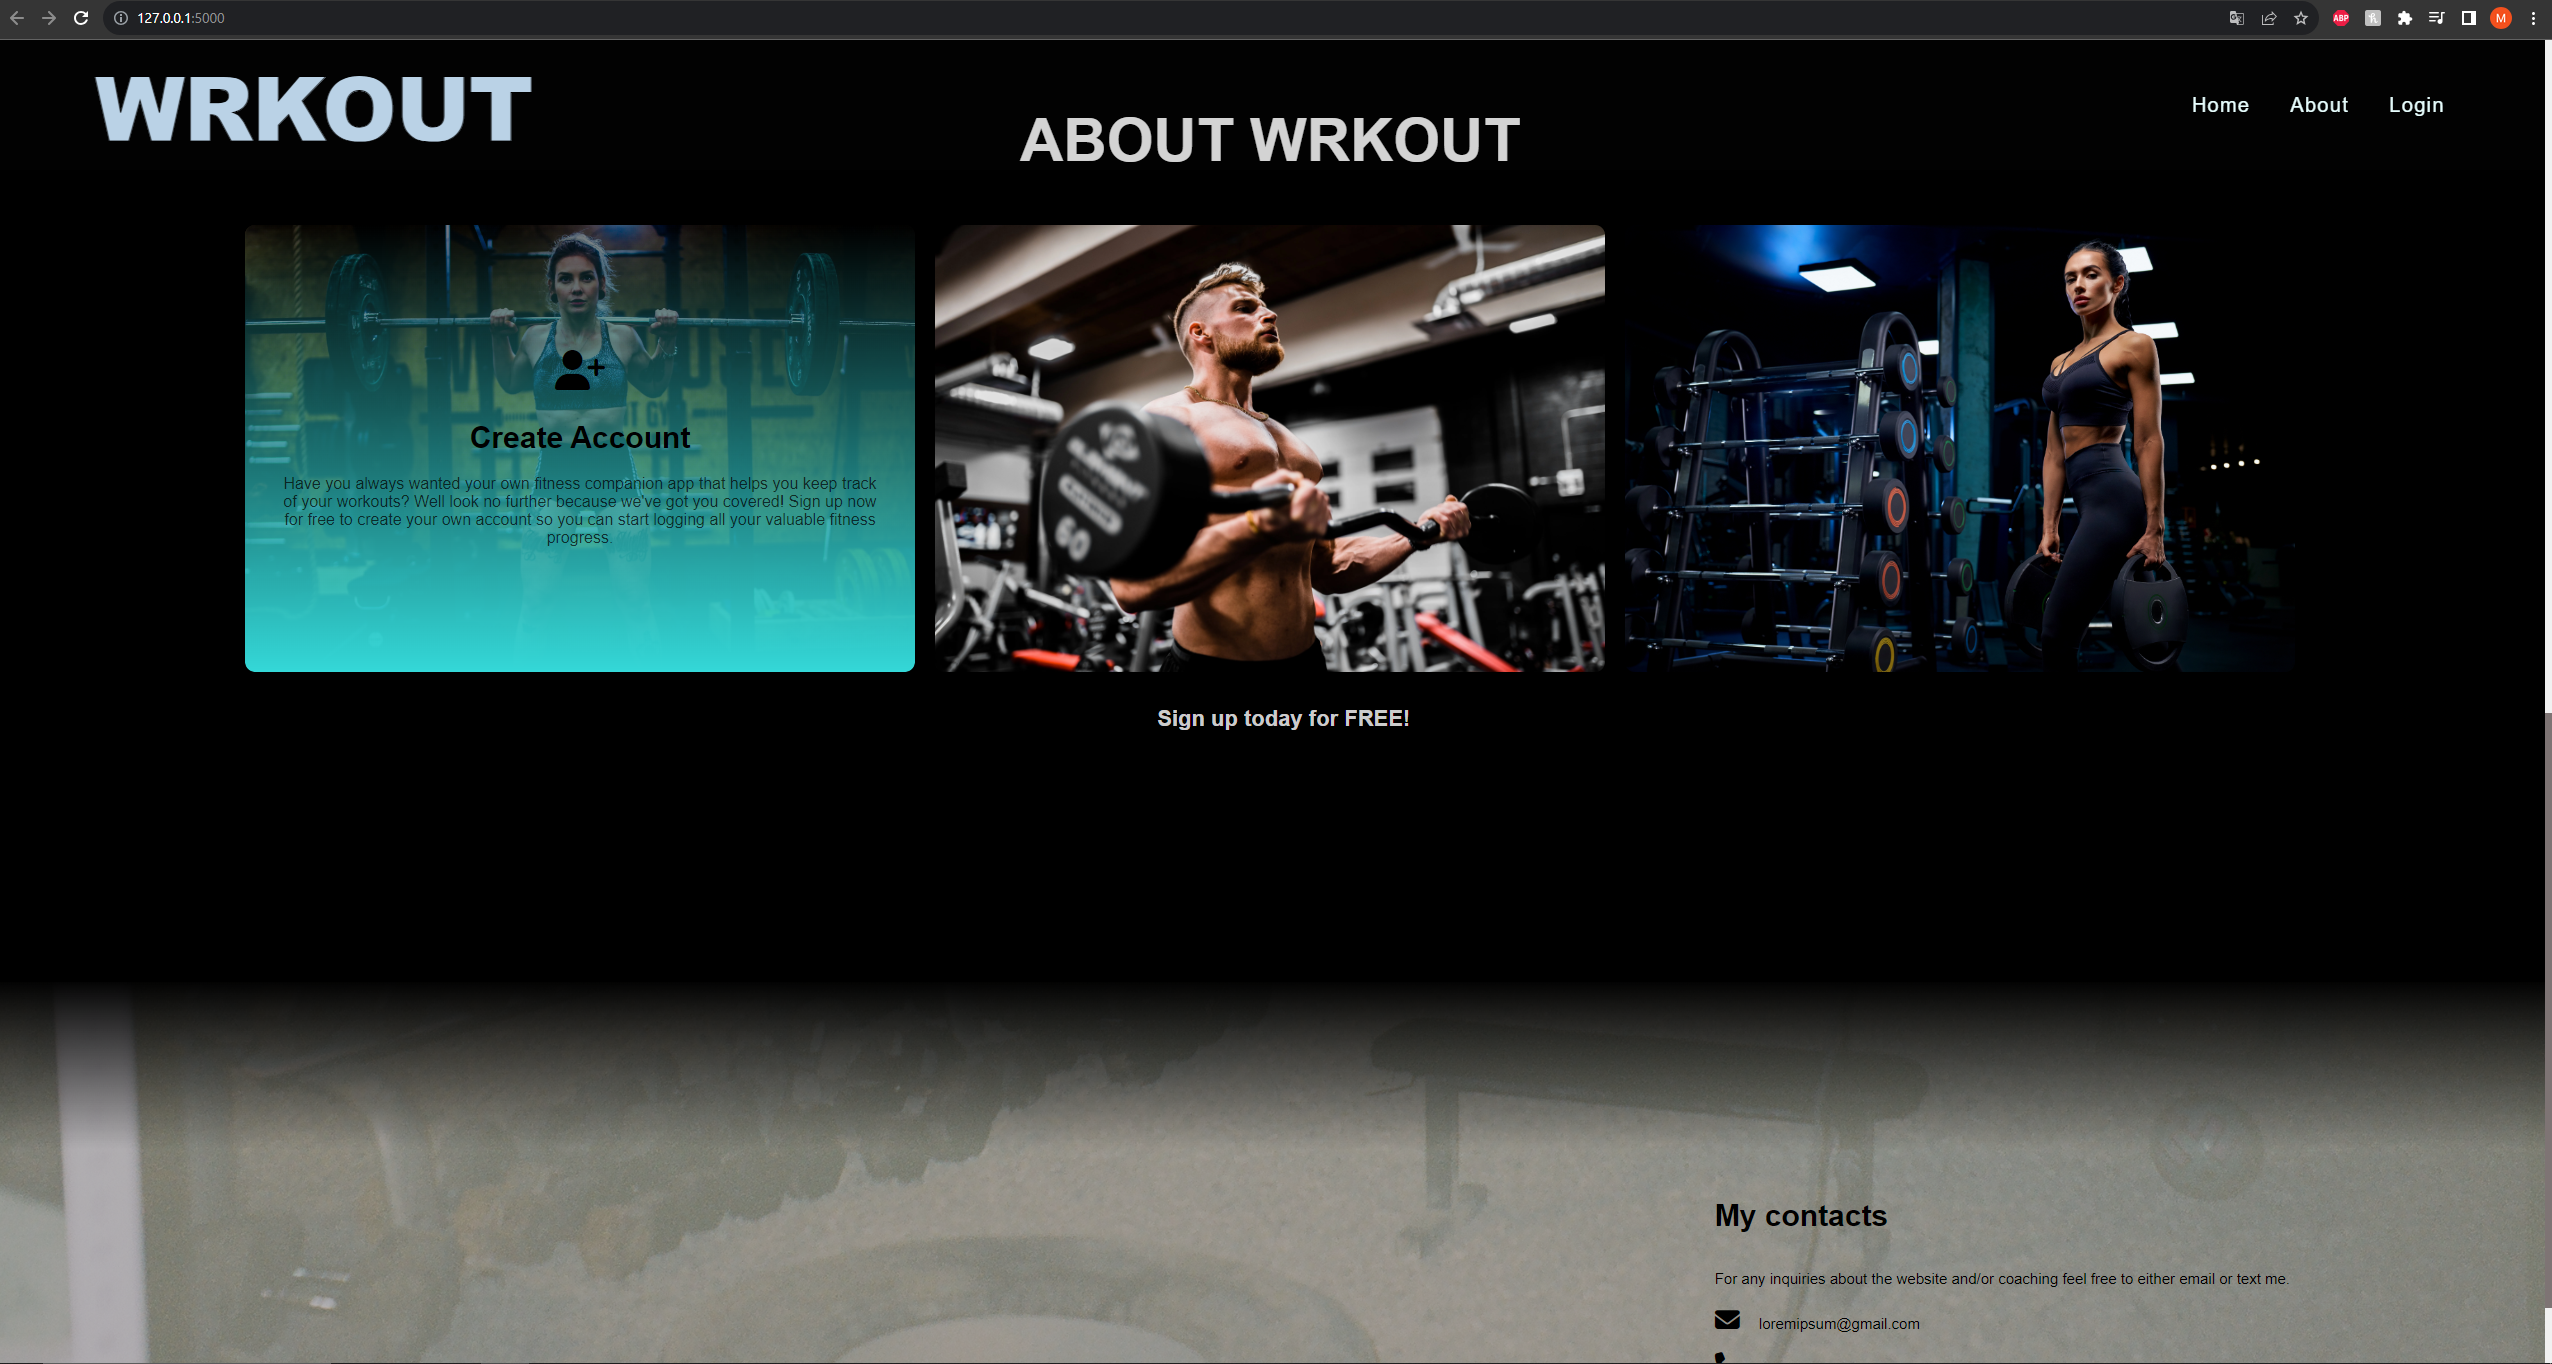 127.0.0.1:5000
ABP
M
WRKOUT
Home About Login
ABOUT WRKOUT
Create Account
Have you always wanted your own fitness companion app that helps you keep track
of your workouts? Well look no further because we've got you covered! Sign up now
for free to create your own account so you can start logging all your valuable fitness
progress.
60
Sign up today for FREE!
My contacts
For any inquiries about the website and/or coaching feel free to either email or text me.
loremipsum@gmail.com